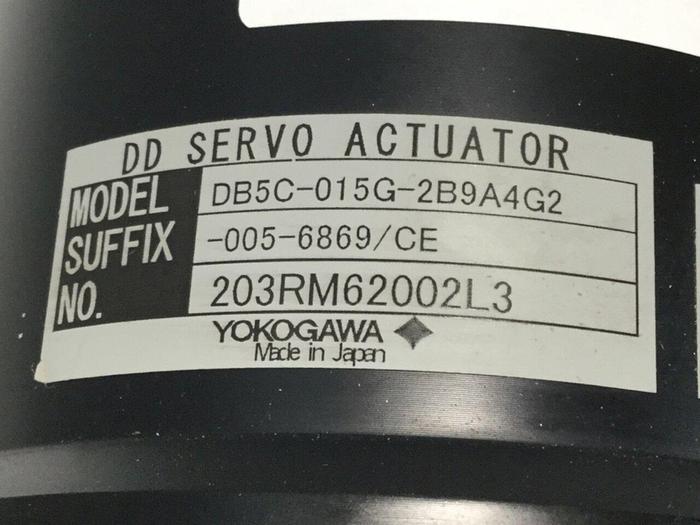 DD SERVO ACTUATOR
MODEL DB5C-015G-2B9A4G2
SUFFIX -005-6869/CE
NO. 203RM62002L3
YOKOGAWA
Made in Japan